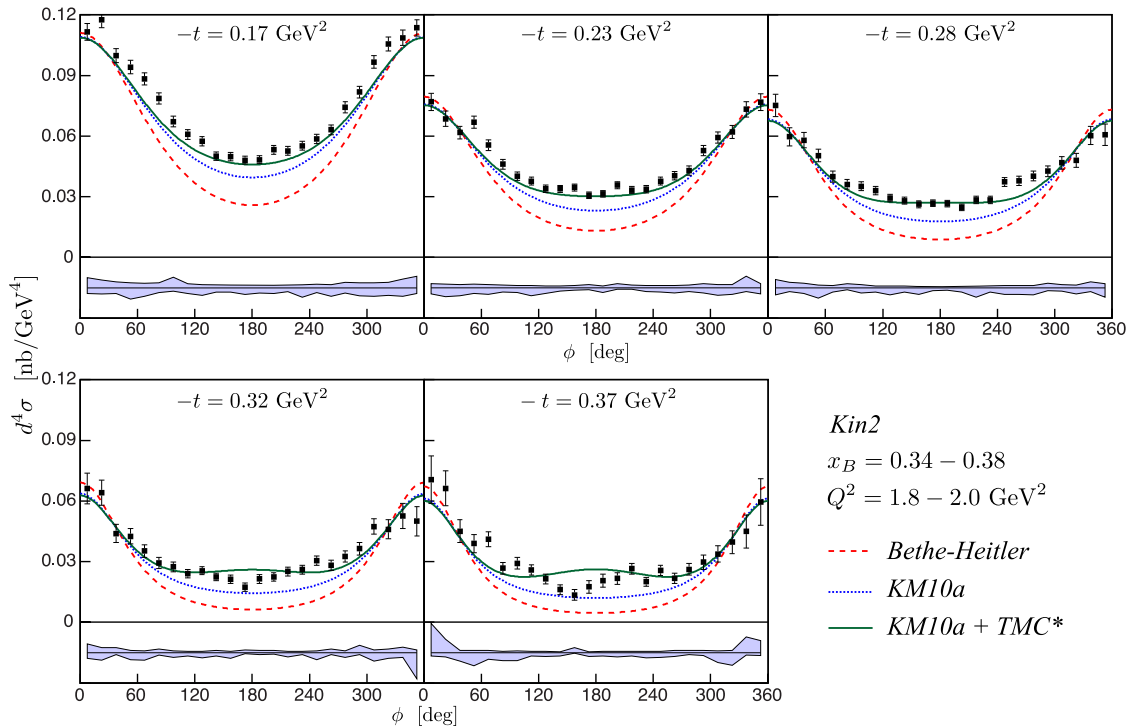 0.12
0.09
0.06
0.03
0
−t = 0.17 GeV²
−t = 0.23 GeV²
−t = 0.28 GeV²
0 60 120 180 240 300 0 60 120 180 240 300 0 60 120 180 240 300 360
ϕ [deg]
d⁴σ [nb/GeV⁴]
0.12
0.09
0.06
0.03
0
−t = 0.32 GeV²
−t = 0.37 GeV²
0 60 120 180 240 300 0 60 120 180 240 300 360
ϕ [deg]
Kin2
x_B = 0.34 − 0.38
Q² = 1.8 − 2.0 GeV²
Bethe-Heitler
KM10a
KM10a + TMC*